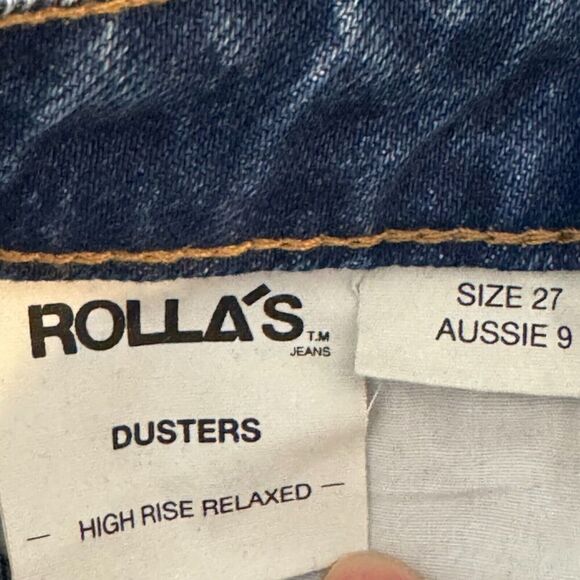 ROLLA'S T.M
JEANS
DUSTERS
— HIGH RISE RELAXED —
SIZE 27
AUSSIE 9